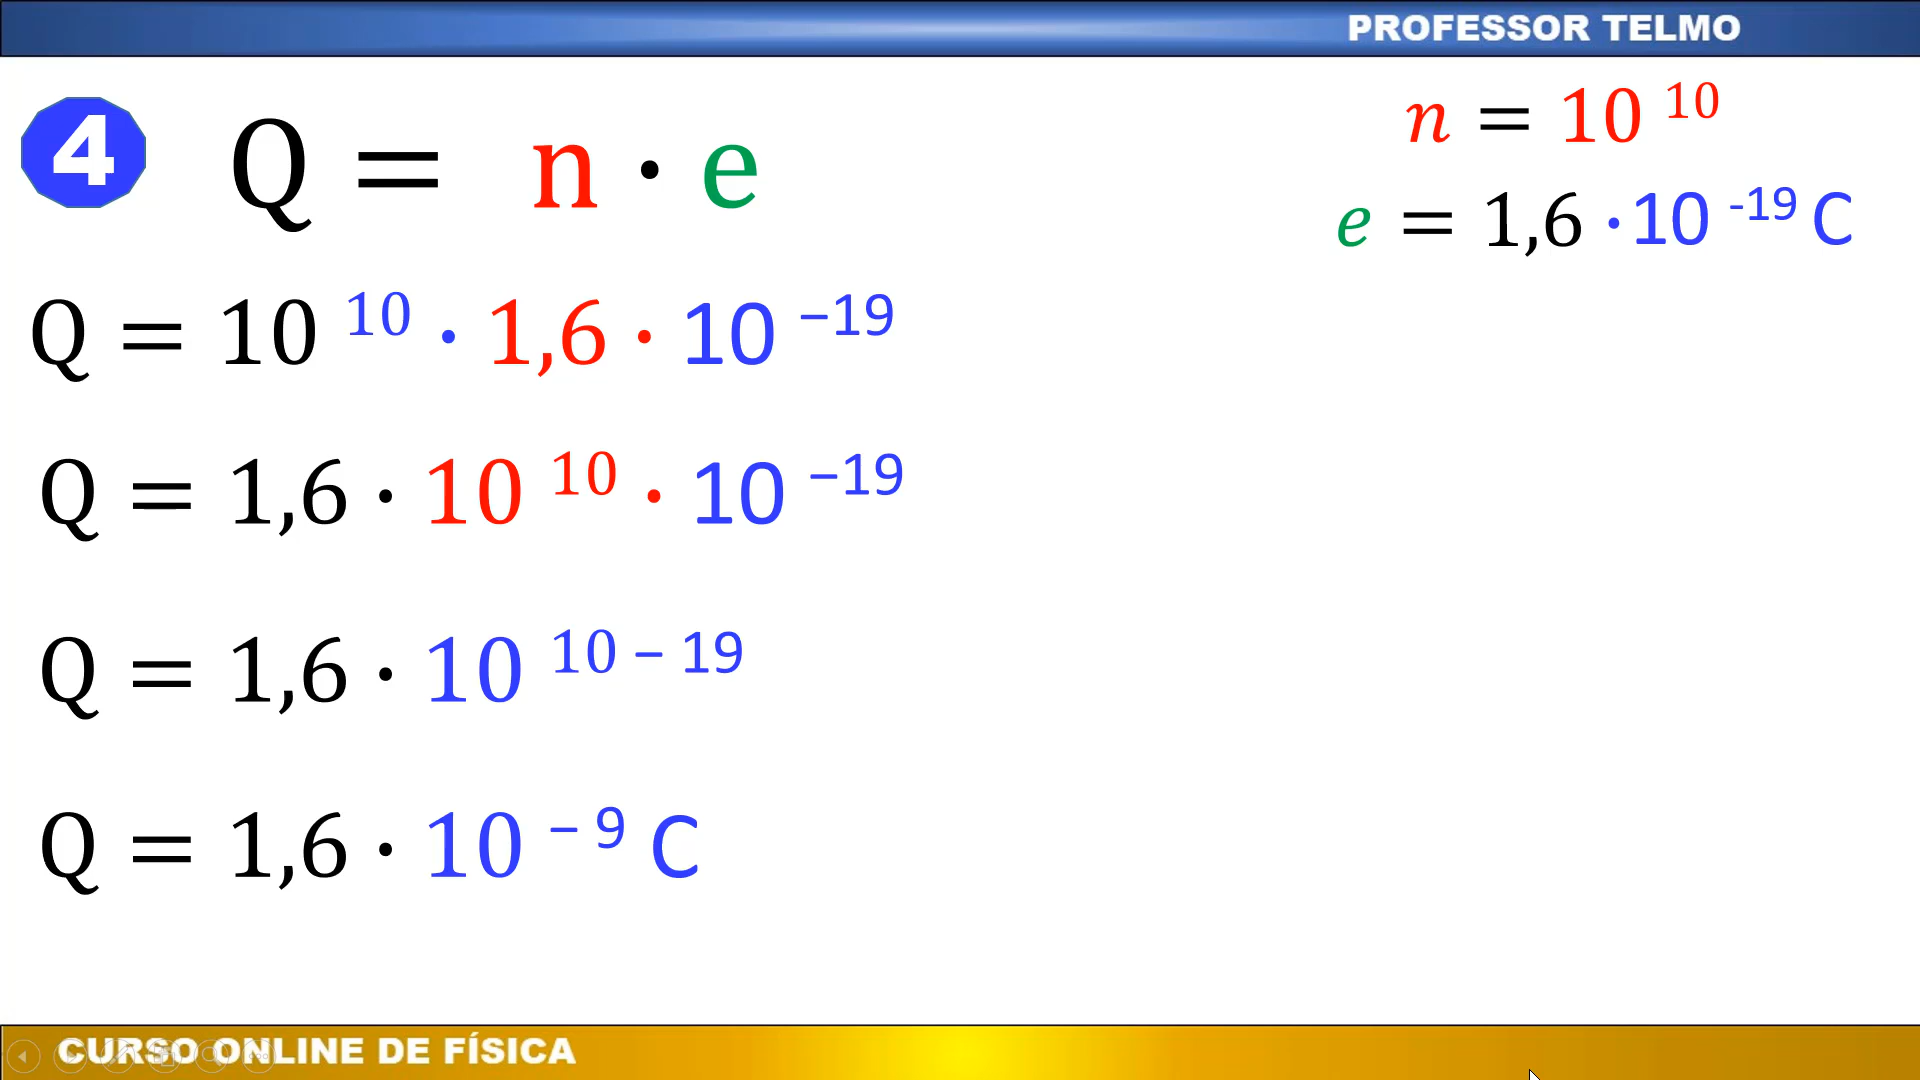 PROFESSOR TELMO
4
Q = n · e
n = 10 ¹⁰
e = 1,6 ·10 ⁻¹⁹ C
Q = 10 ¹⁰ · 1,6 · 10 ⁻¹⁹
Q = 1,6 · 10 ¹⁰ · 10 ⁻¹⁹
Q = 1,6 · 10 ¹⁰ ⁻ ¹⁹
Q = 1,6 · 10 ⁻ ⁹ C
CURSO ONLINE DE FÍSICA